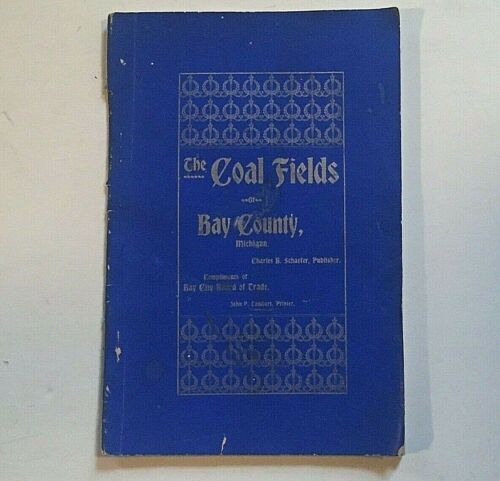 The Coal Fields
Of
Bay County,
Michigan.
Charles B. Schaefer, Publisher.
Compliments of
Bay City Board of Trade.
John P. Lambert, Printer.